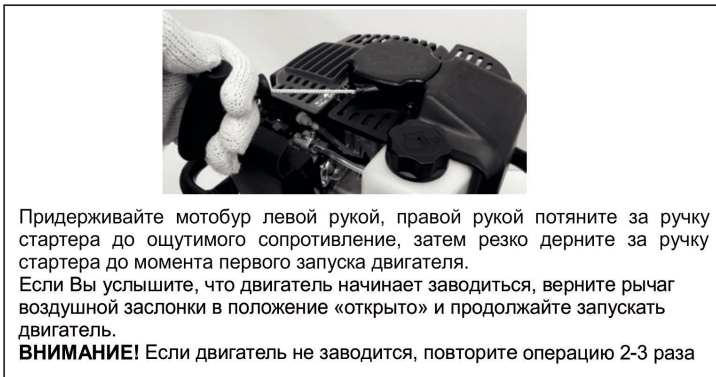 Придерживайте мотобур левой рукой, правой рукой потяните за ручку
стартера до ощутимого сопротивление, затем резко дерните за ручку
стартера до момента первого запуска двигателя.
Если Вы услышите, что двигатель начинает заводиться, верните рычаг
воздушной заслонки в положение «открыто» и продолжайте запускать
двигатель.
ВНИМАНИЕ! Если двигатель не заводится, повторите операцию 2-3 раза